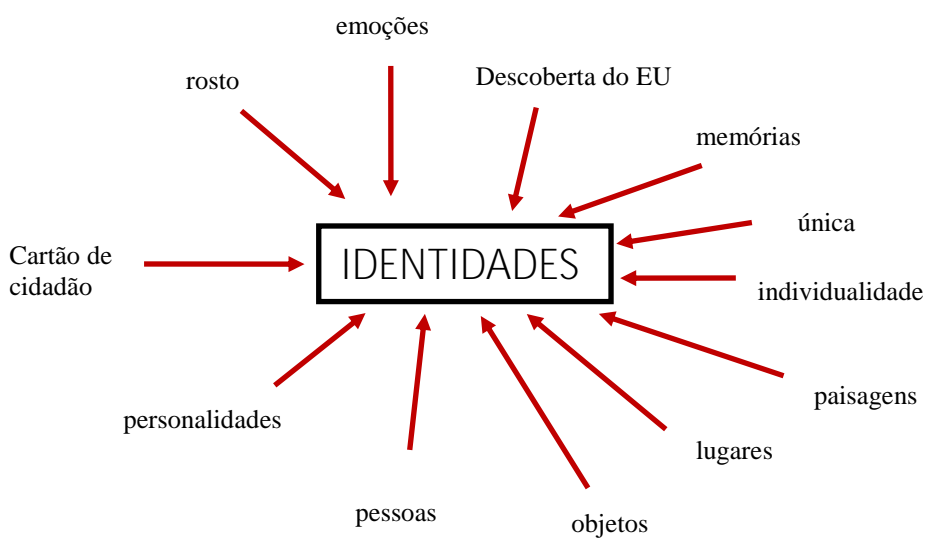 emoções
rosto
Descoberta do EU
memórias
única
Cartão de
cidadão
IDENTIDADES
individualidade
paisagens
personalidades
lugares
pessoas
objetos